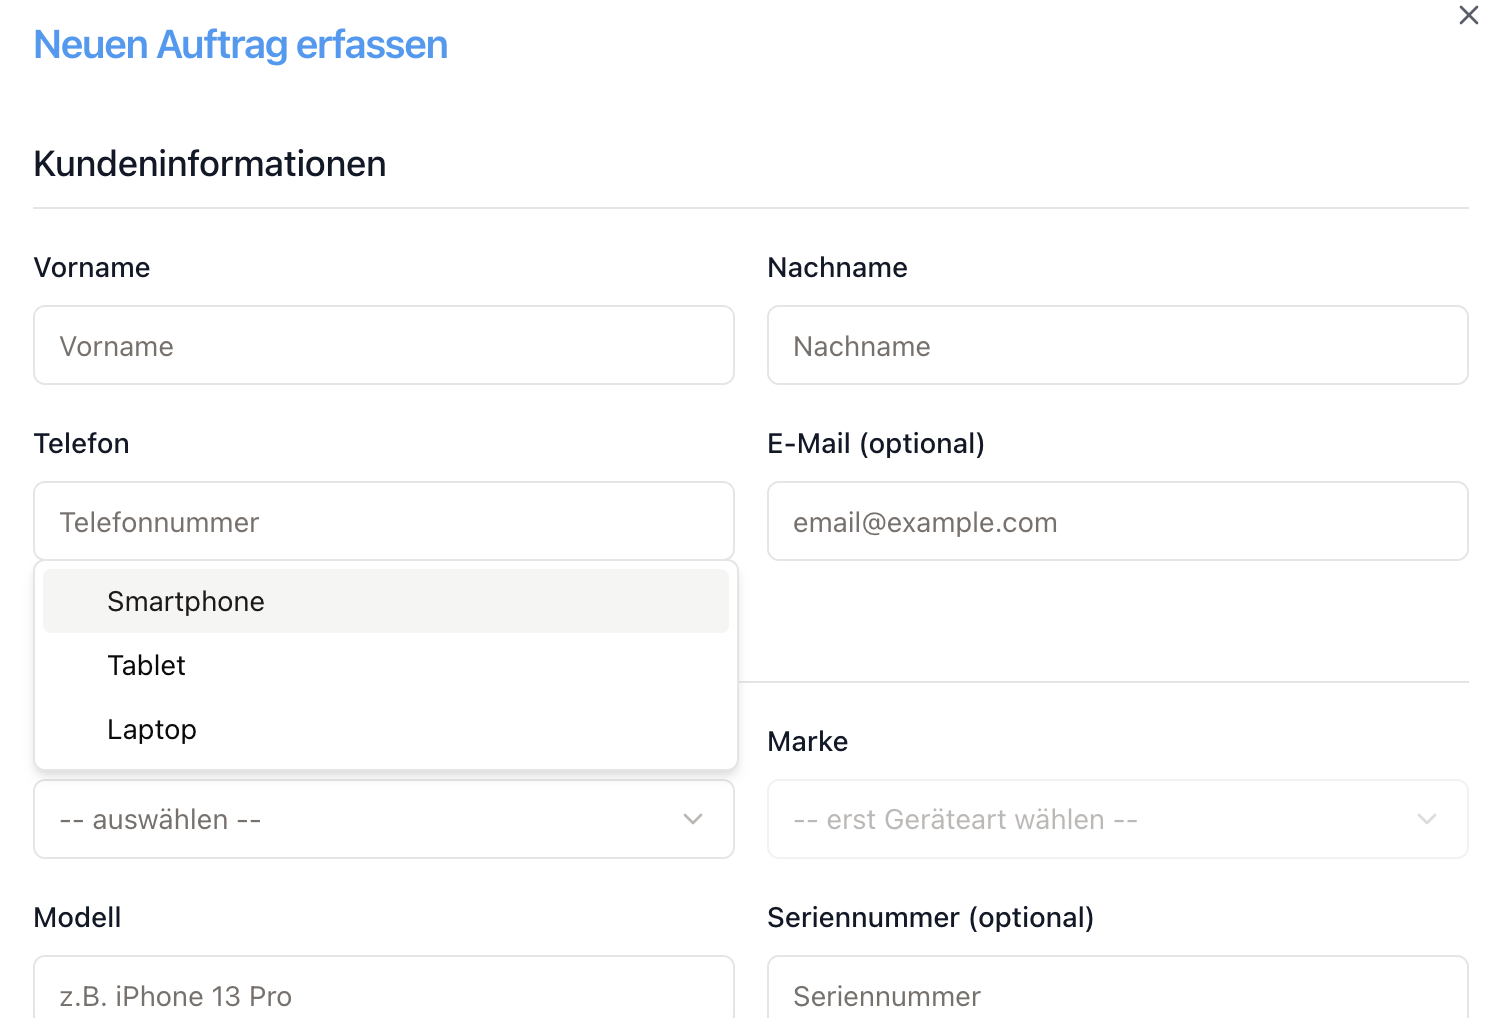 Neuen Auftrag erfassen
Kundeninformationen
Vorname
Nachname
Vorname
Nachname
Telefon
E-Mail (optional)
Telefonnummer
email@example.com
Smartphone
Tablet
Laptop
Marke
-- auswählen --
-- erst Geräteart wählen --
Modell
Seriennummer (optional)
z.B. iPhone 13 Pro
Seriennummer